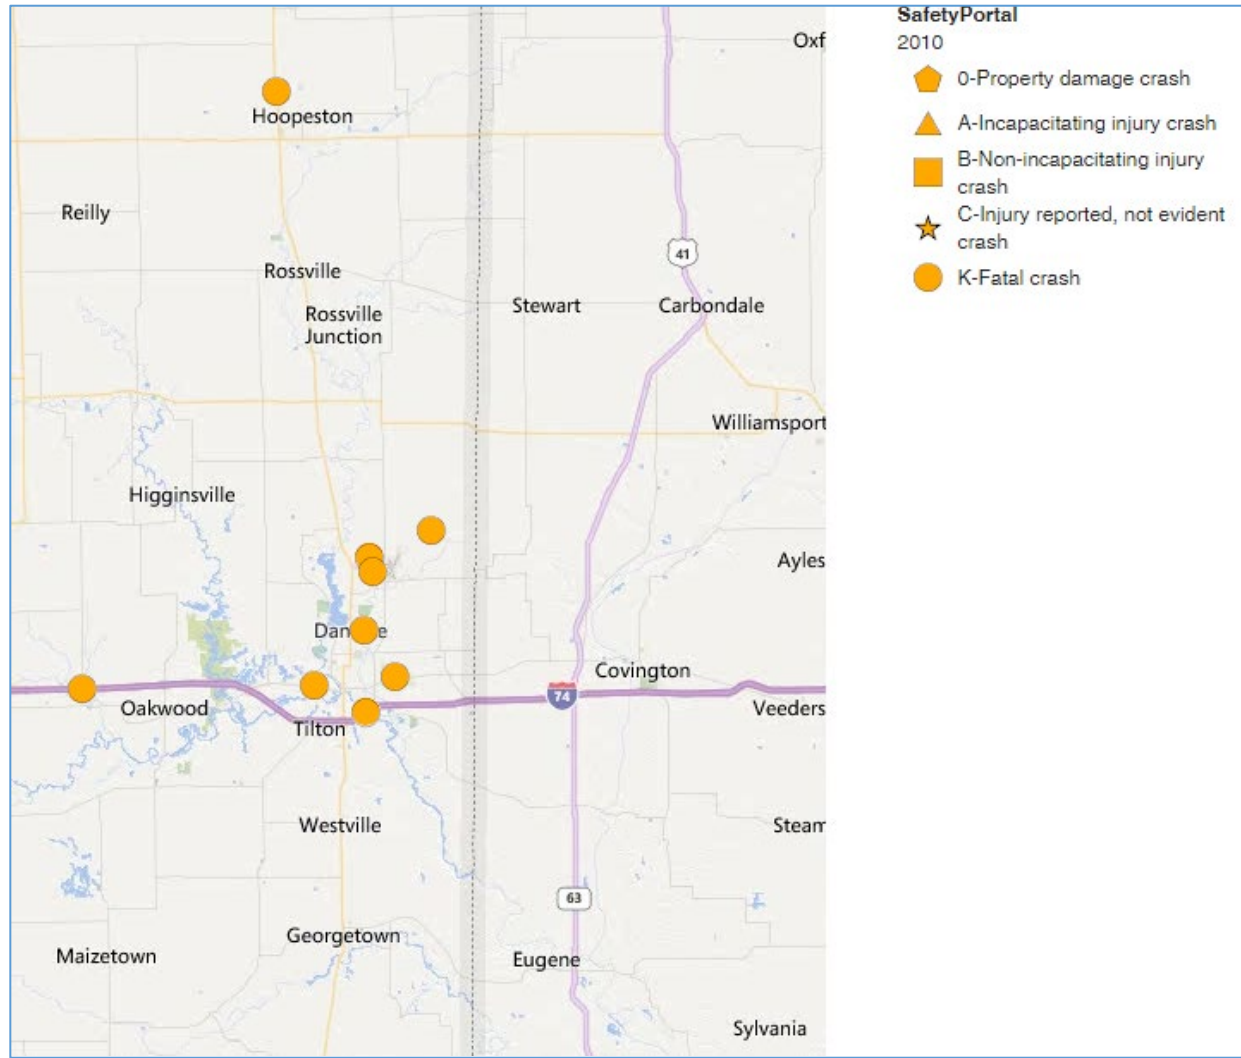 Oxf
Hoopeston
Reilly
41
Rossville
Rossville
Junction
Stewart
Carbondale
Williamsport
Higginsville
Ayles
Covington
74
Oakwood
Veeders
Tilton
Westville
Steam
63
Georgetown
Maizetown
Eugene
Sylvania
SafetyPortal
2010
0-Property damage crash
A-Incapacitating injury crash
B-Non-incapacitating injury
crash
C-Injury reported, not evident
crash
K-Fatal crash